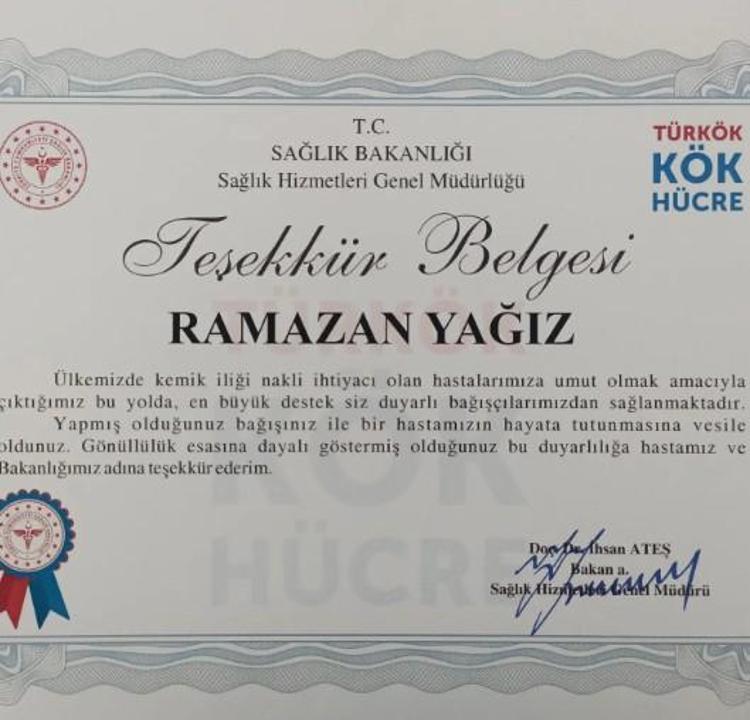 T.C.
SAĞLIK BAKANLIĞI
Sağlık Hizmetleri Genel Müdürlüğü
TÜRKÖK
KÖK
HÜCRE
Teşekkür Belgesi
RAMAZAN YAĞIZ
Ülkemizde kemik iliği nakli ihtiyacı olan hastalarımıza umut olmak amacıyla
çıktığımız bu yolda, en büyük destek siz duyarlı bağışçılarımızdan sağlanmaktadır.
Yapmış olduğunuz bağışınız ile bir hastamızın hayata tutunmasına vesile
oldunuz. Gönüllülük esasına dayalı göstermiş olduğunuz bu duyarlılığa hastamız ve
Bakanlığımız adına teşekkür ederim.
TÜRKÖK
KÖK
HÜCRE
Doç. Dr. İhsan ATEŞ
Bakan a.
Sağlık Hizmetleri Genel Müdürü